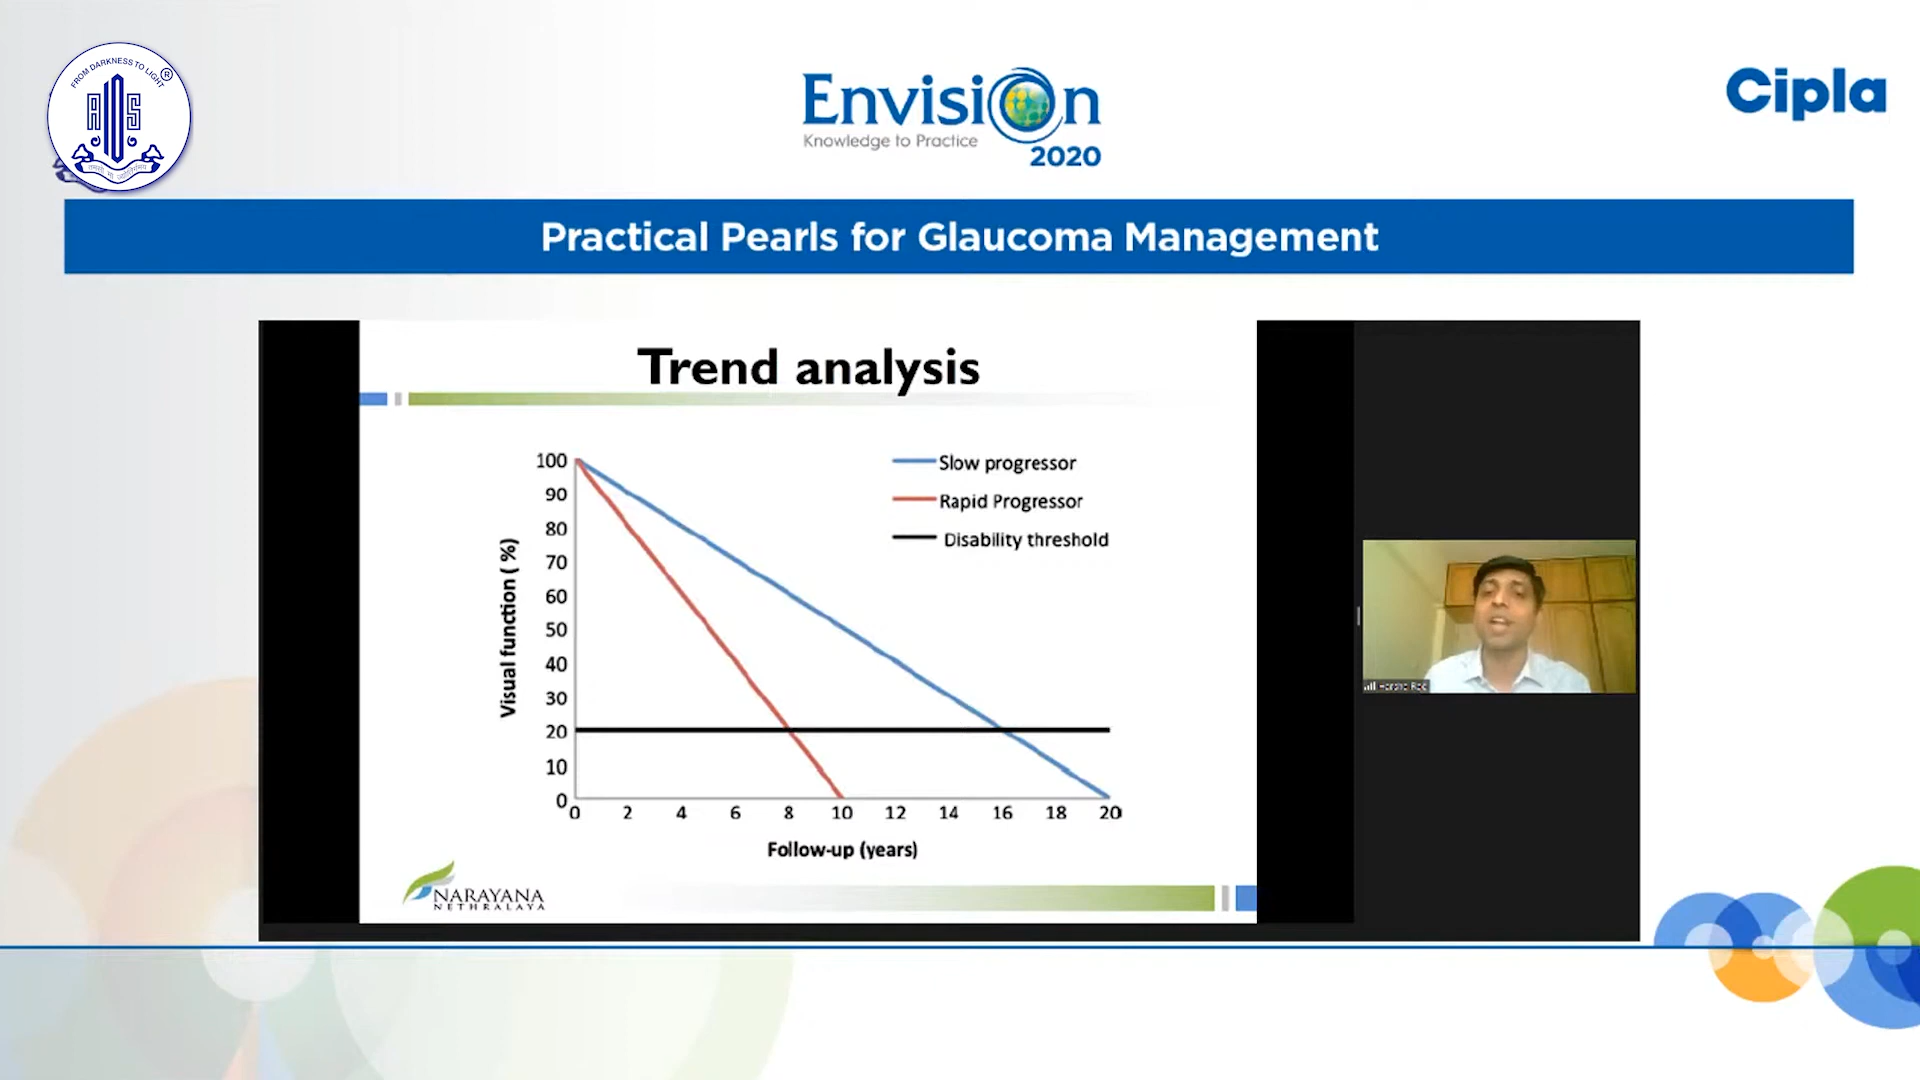 FROM DARKNESS TO LIGHT
®
AIOS
Envision
Knowledge to Practice
2020
Cipla
Practical Pearls for Glaucoma Management
Trend analysis
100
90
80
70
60
50
40
30
20
10
0
Visual function ( %)
Slow progressor
Rapid Progressor
Disability threshold
0 2 4 6 8 10 12 14 16 18 20
Follow-up (years)
NARAYANA
NETHRALAYA